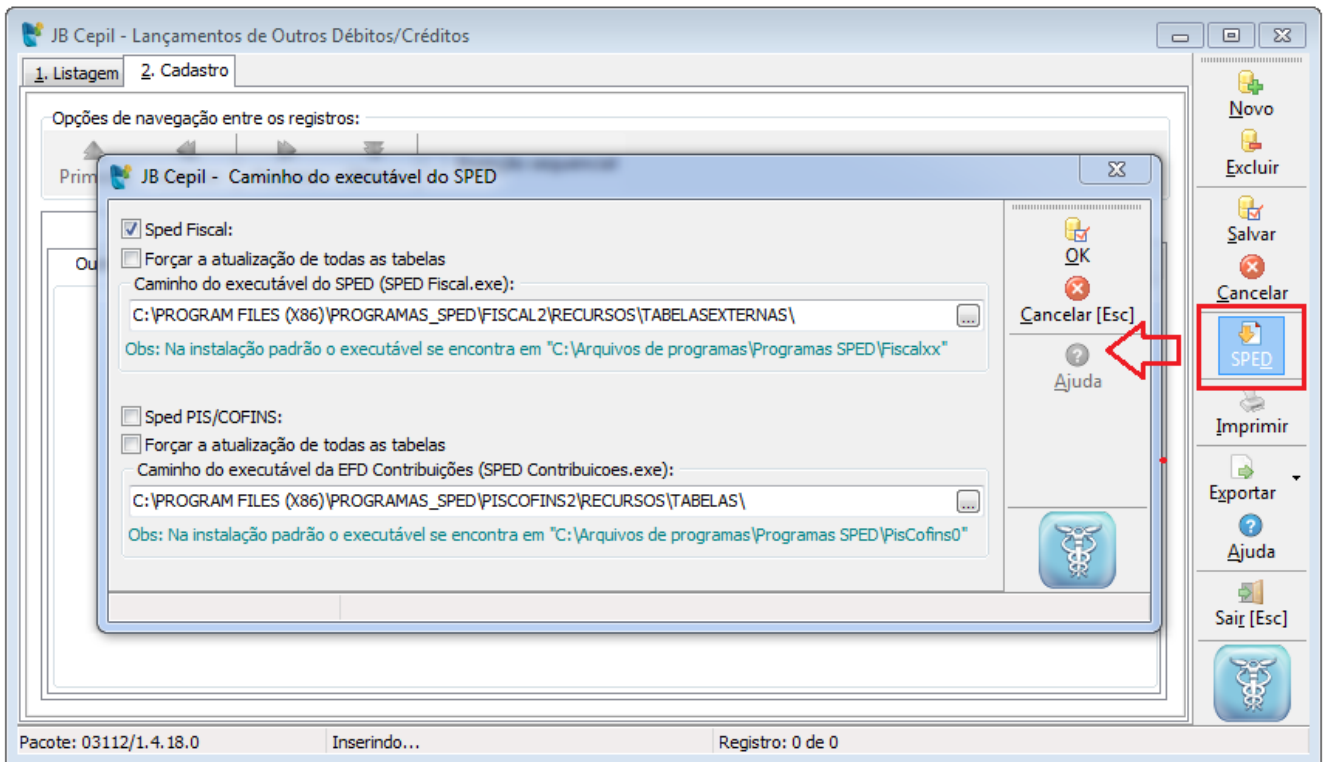 JB Cepil - Lançamentos de Outros Débitos/Créditos
1. Listagem
2. Cadastro
Opções de navegação entre os registros:
Prim
JB Cepil - Caminho do executável do SPED
Ou
Sped Fiscal:
Forçar a atualização de todas as tabelas
Caminho do executável do SPED (SPED Fiscal.exe):
C:\PROGRAM FILES (X86)\PROGRAMAS_SPED\FISCAL2\RECURSOS\TABELASEXTERNAS\
...
Obs: Na instalação padrão o executável se encontra em "C:\Arquivos de programas\Programas SPED\Fiscalxx"
Sped PIS/COFINS:
Forçar a atualização de todas as tabelas
Caminho do executável da EFD Contribuições (SPED Contribuicoes.exe):
C:\PROGRAM FILES (X86)\PROGRAMAS_SPED\PISCOFINS2\RECURSOS\TABELAS\
...
Obs: Na instalação padrão o executável se encontra em "C:\Arquivos de programas\Programas SPED\PisCofins0"
OK
Cancelar [Esc]
Ajuda
Novo
Excluir
Salvar
Cancelar
SPED
Imprimir
Exportar
Ajuda
Sair [Esc]
Pacote: 03112/1.4.18.0
Inserindo...
Registro: 0 de 0